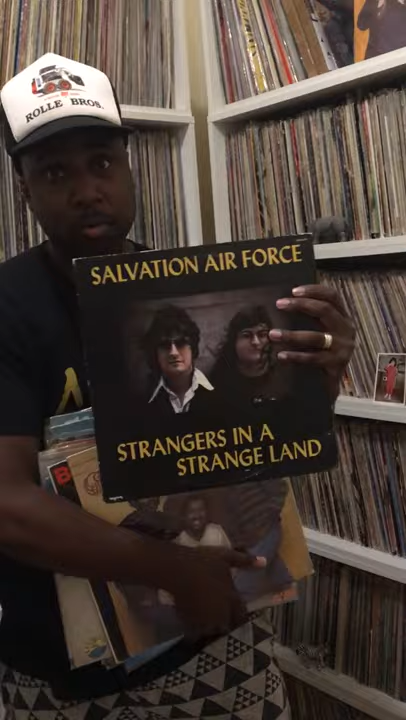 ROLLE BROS.
SALVATION AIR FORCE
STRANGERS IN A
STRANGE LAND